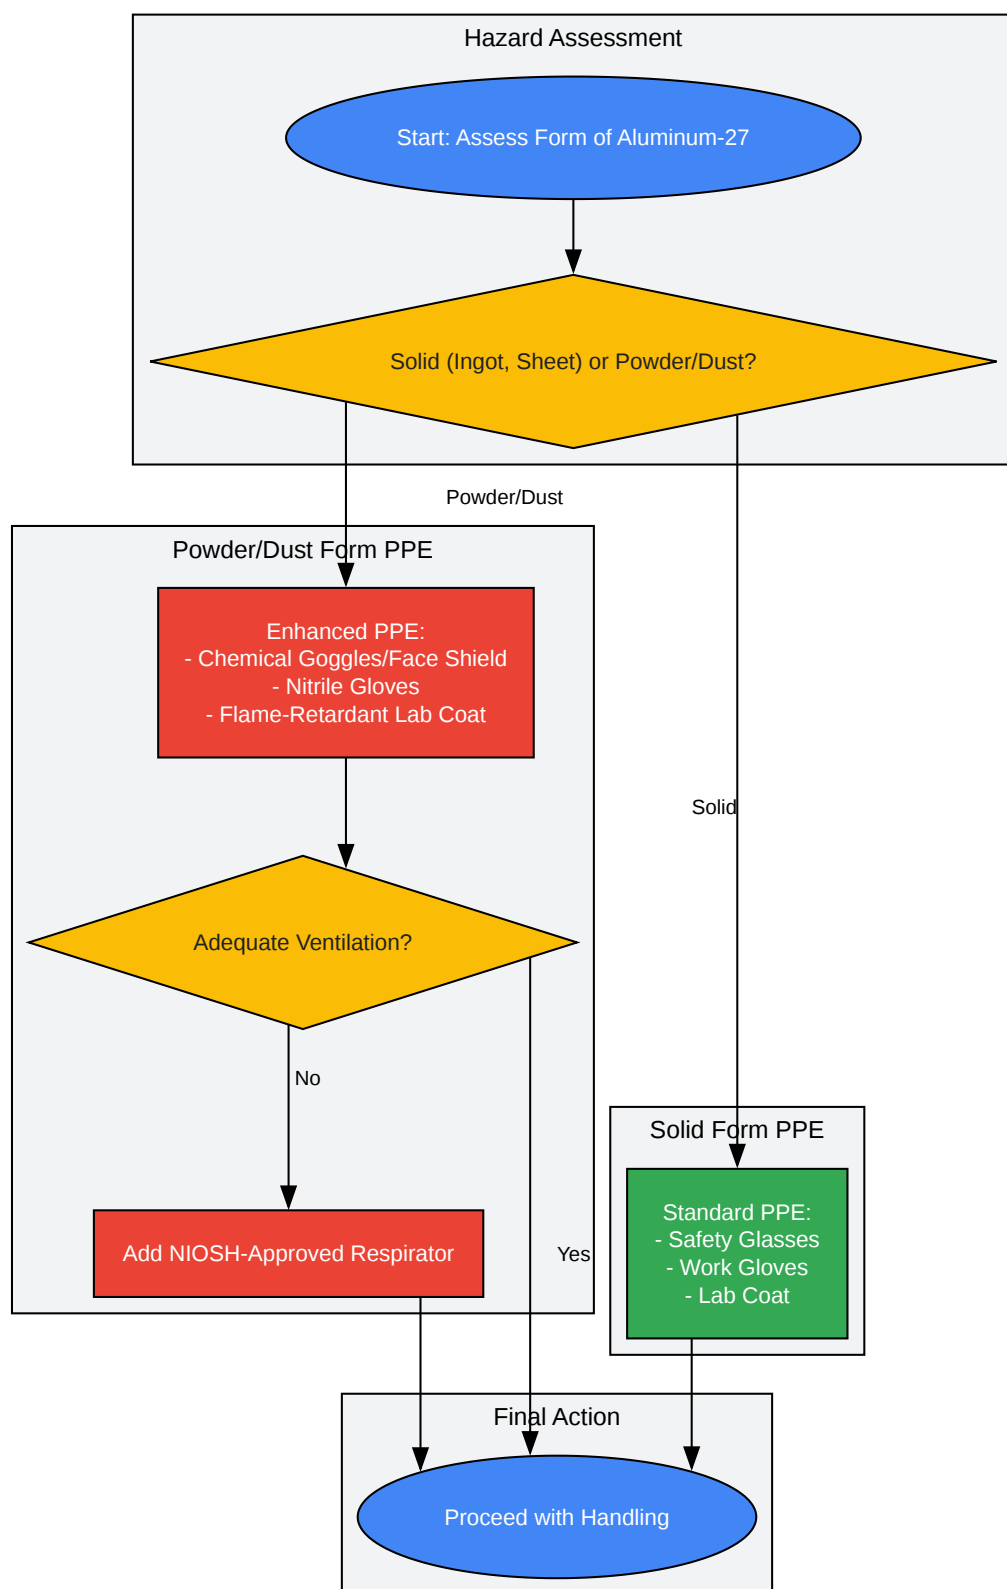 Hazard Assessment
Start: Assess Form of Aluminum-27
Solid (Ingot, Sheet) or Powder/Dust?
Powder/Dust
Powder/Dust Form PPE
Enhanced PPE:
- Chemical Goggles/Face Shield
- Nitrile Gloves
- Flame-Retardant Lab Coat
Solid
Adequate Ventilation?
No
Solid Form PPE
Standard PPE:
- Safety Glasses
- Work Gloves
- Lab Coat
Add NIOSH-Approved Respirator
Yes
Final Action
Proceed with Handling